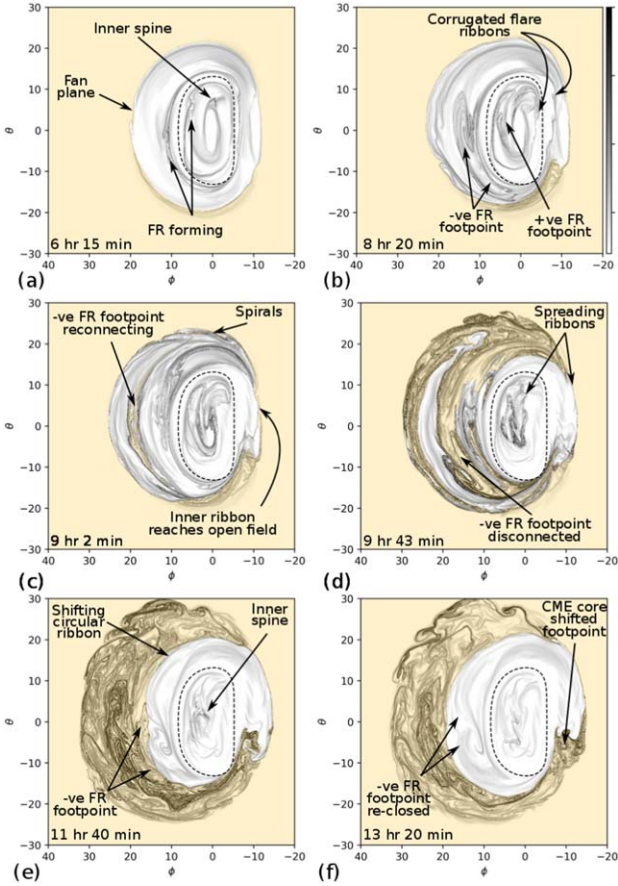 Inner spine
Fan
plane
FR forming
6 hr 15 min
θ
30
20
10
0
−10
−20
−30
40 30 20 10 0 −10 −20
ϕ
(a)
Corrugated flare
ribbons
-ve FR
footpoint
+ve FR
footpoint
8 hr 20 min
θ
30
20
10
0
−10
−20
−30
40 30 20 10 0 −10 −20
ϕ
(b)
-ve FR footpoint
reconnecting
Spirals
Inner ribbon
reaches open field
9 hr 2 min
θ
30
20
10
0
−10
−20
−30
40 30 20 10 0 −10 −20
ϕ
(c)
Spreading
ribbons
-ve FR footpoint
disconnected
9 hr 43 min
θ
30
20
10
0
−10
−20
−30
40 30 20 10 0 −10 −20
ϕ
(d)
Shifting
circular
ribbon
Inner
spine
-ve FR
footpoint
11 hr 40 min
θ
30
20
10
0
−10
−20
−30
40 30 20 10 0 −10 −20
ϕ
(e)
CME core
shifted
footpoint
-ve FR
footpoint
re-closed
13 hr 20 min
θ
30
20
10
0
−10
−20
−30
40 30 20 10 0 −10 −20
ϕ
(f)